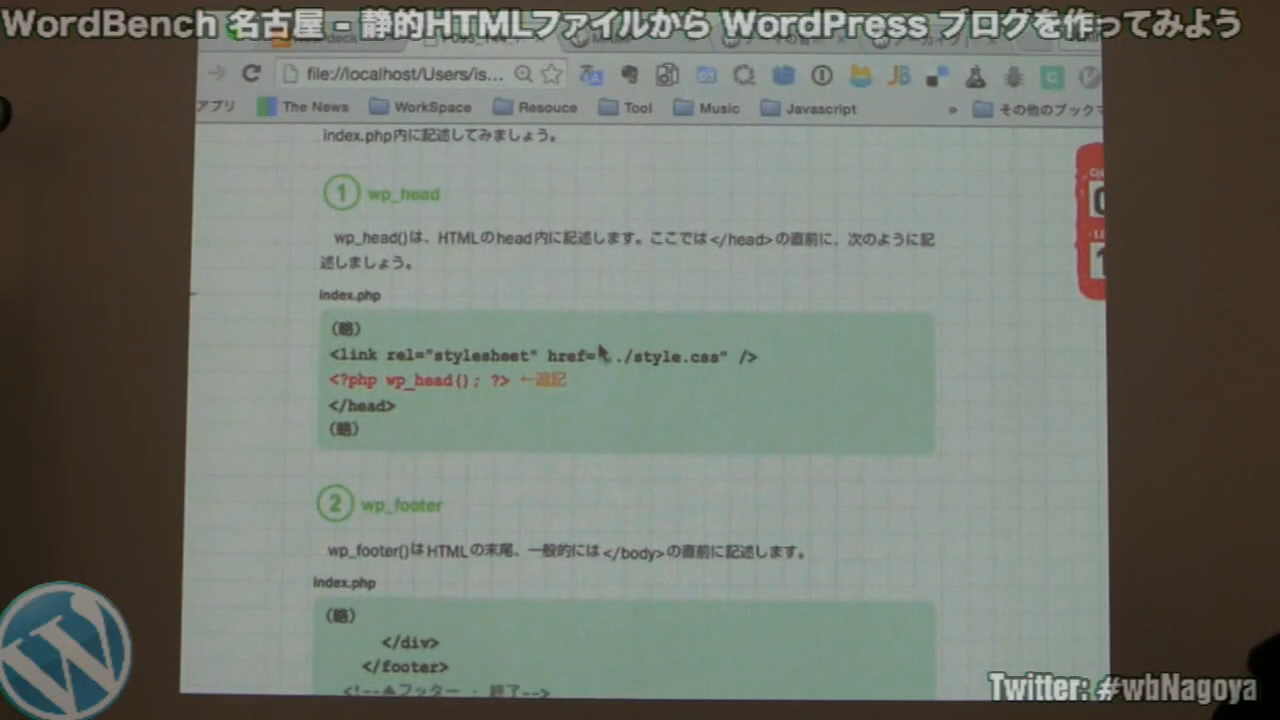 WordBench 名古屋 - 静的HTMLファイルから WordPress ブログを作ってみよう
file://localhost/Users/is...
アプリ The News WorkSpace Resouce Tool Music Javascript » その他のブックマ
index.php内に記述してみましょう。
1 wp_head
wp_head()は、HTMLのhead内に記述します。ここでは</head>の直前に、次のように記
述しましょう。
index.php
（略）
<link rel="stylesheet" href= ../style.css" />
<?php wp_head(); ?> ←追記
</head>
（略）
2 wp_footer
wp_footer()はHTMLの末尾、一般的には</body>の直前に記述します。
index.php
（略）
</div>
</footer>
<!--▲フッター - 終了-->
Twitter: #wbNagoya